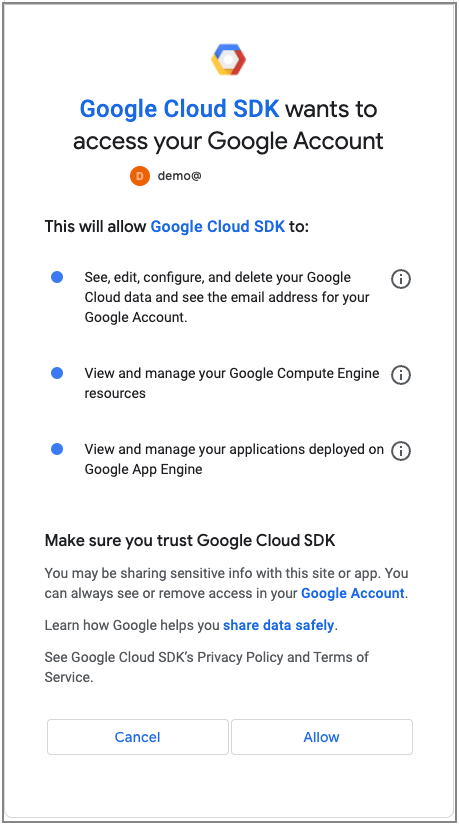 Google Cloud SDK wants to
access your Google Account
D demo@
This will allow Google Cloud SDK to:
See, edit, configure, and delete your Google
Cloud data and see the email address for your
Google Account.
View and manage your Google Compute Engine
resources
View and manage your applications deployed on
Google App Engine
Make sure you trust Google Cloud SDK
You may be sharing sensitive info with this site or app. You
can always see or remove access in your Google Account.
Learn how Google helps you share data safely.
See Google Cloud SDK's Privacy Policy and Terms of
Service.
Cancel Allow